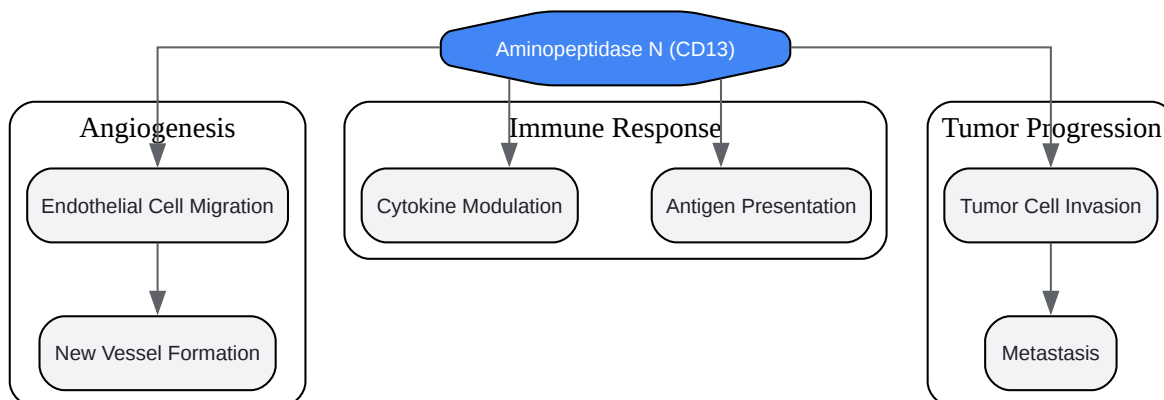 Aminopeptidase N (CD13)
Angiogenesis
Immune Response
Tumor Progression
Endothelial Cell Migration
Cytokine Modulation
Antigen Presentation
Tumor Cell Invasion
New Vessel Formation
Metastasis